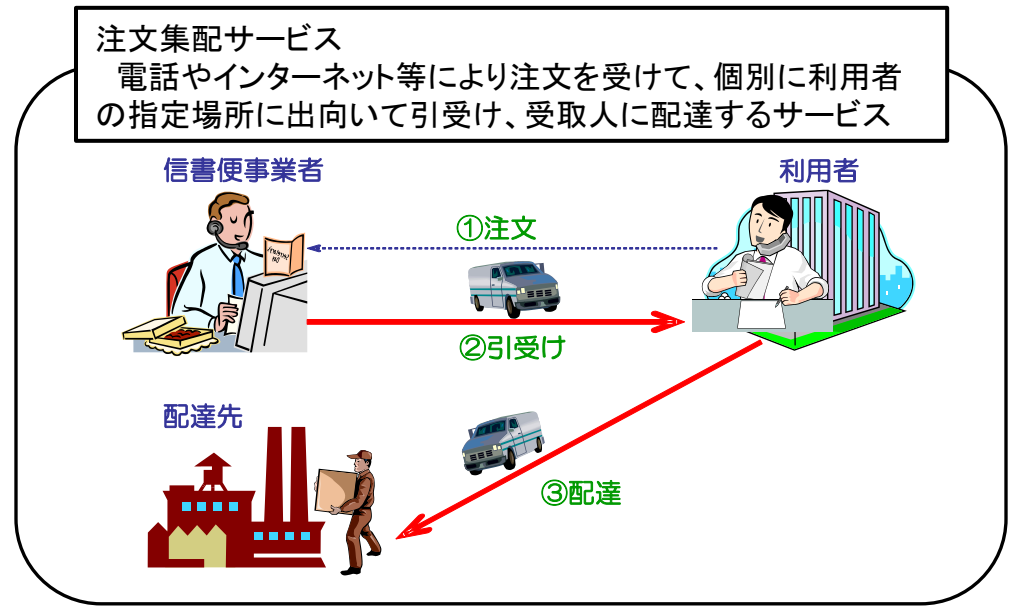 注文集配サービス
電話やインターネット等により注文を受けて、個別に利用者
の指定場所に出向いて引受け、受取人に配達するサービス
信書便事業者
利用者
①注文
②引受け
配達先
③配達